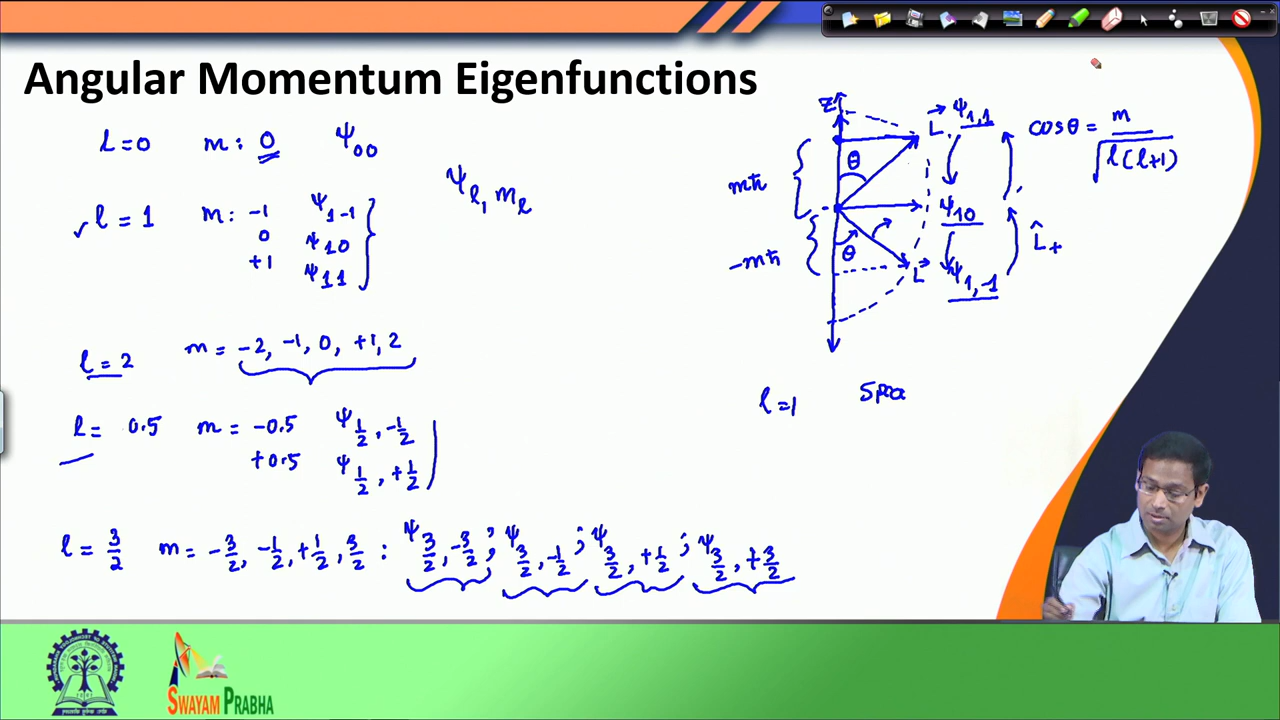 Angular Momentum Eigenfunctions
l=0 m: 0 ψ00
ψl, ml
✓l=1 m: -1 ψ1-1
0 ψ10
+1 ψ11
l=2 m= -2, -1, 0, +1, 2
l= 0.5 m= -0.5 ψ1/2, -1/2
+0.5 ψ1/2, +1/2
l= 3/2 m= -3/2, -1/2, +1/2, 3/2 : ψ3/2, -3/2 ; ψ3/2, -1/2 ; ψ3/2, +1/2 ; ψ3/2, +3/2
z
L ψ1,1
cosθ = m/√l(l+1)
θ
mħ
ψ10
L̂+
θ
-mħ
L ψ1,-1
l=1 Spac
SWAYAM PRABHA